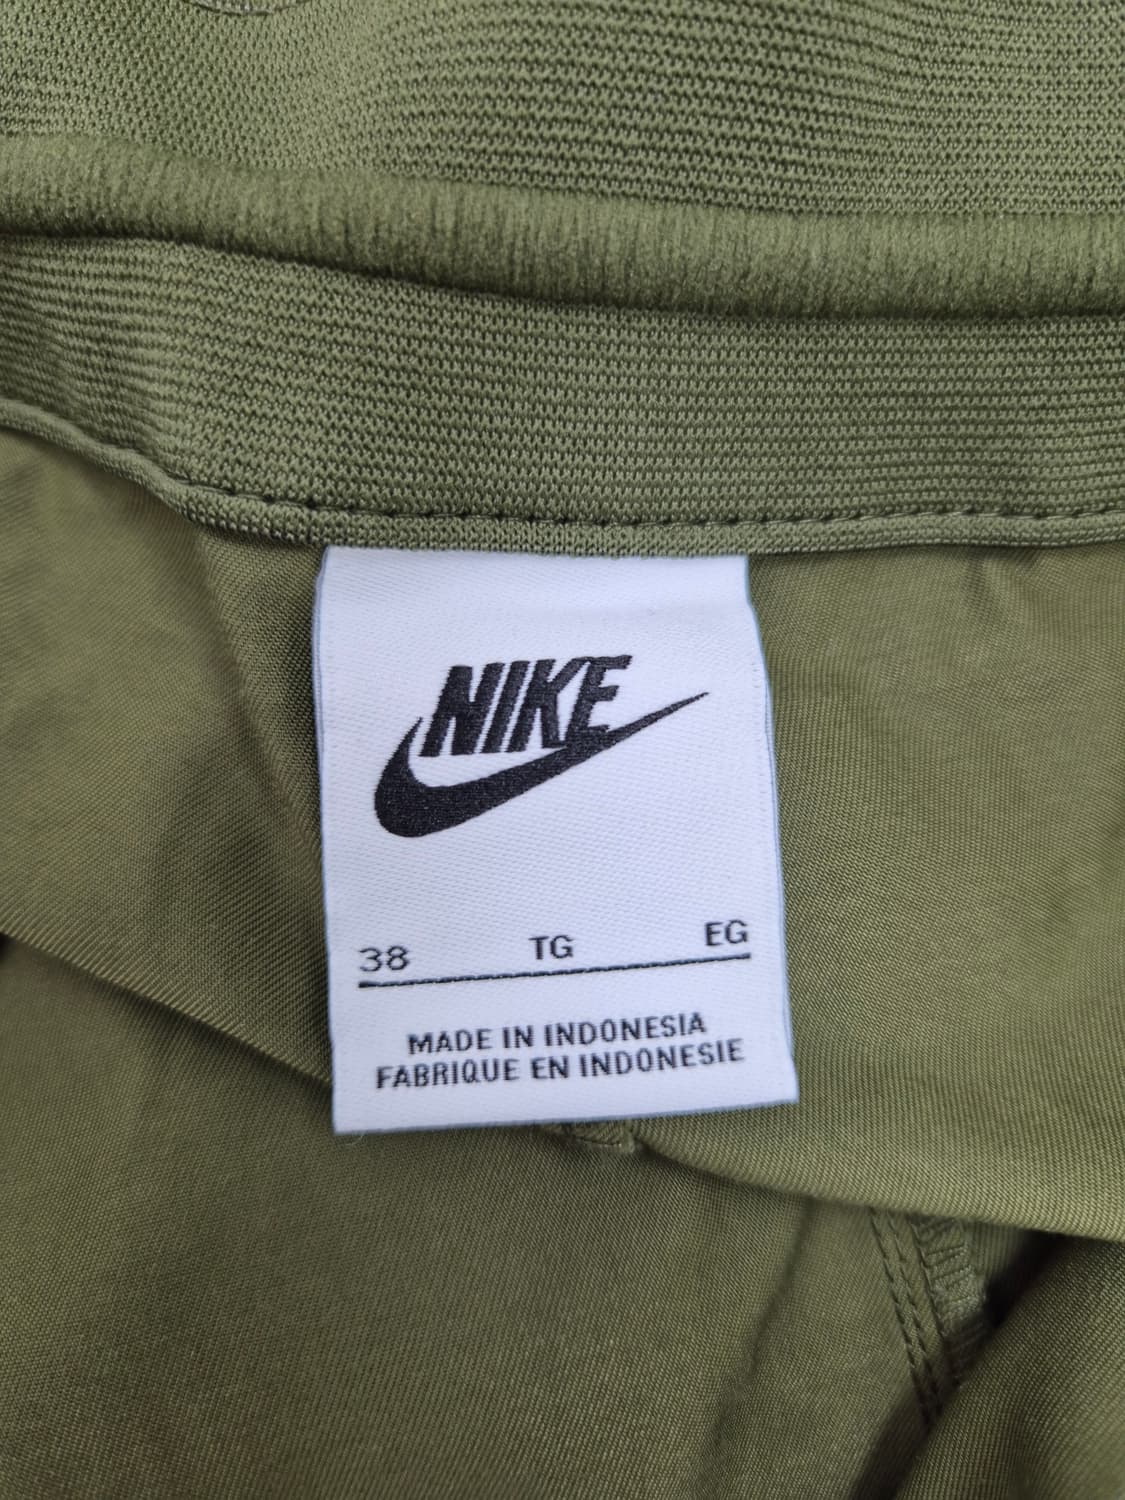 NIKE
38 TG EG
MADE IN INDONESIA
FABRIQUE EN INDONESIE